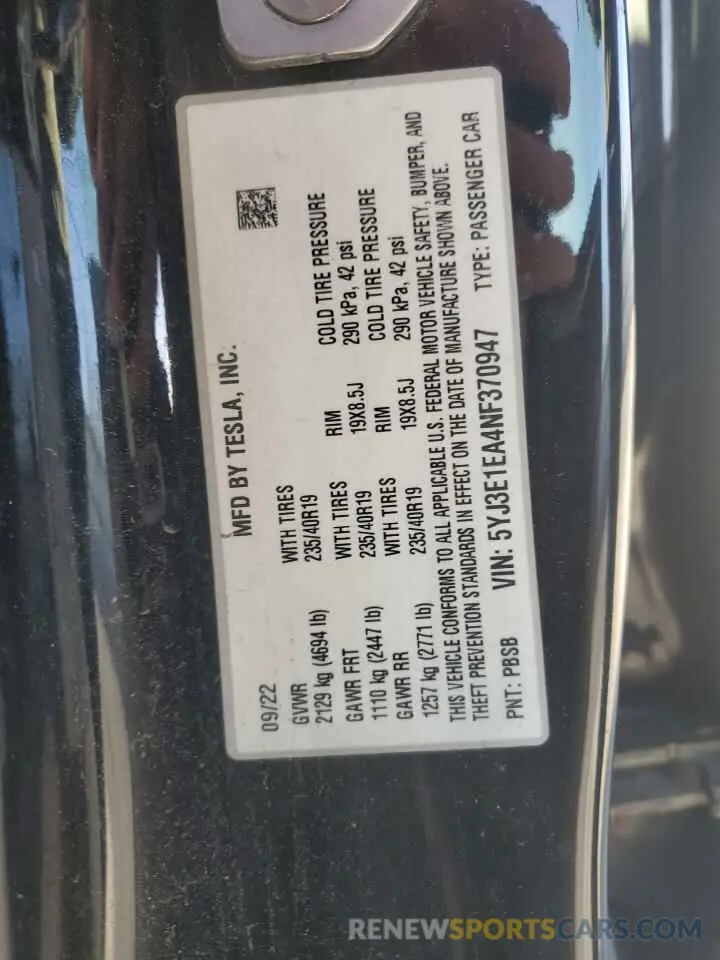 MFD BY TESLA, INC.
09/22
GVWR
2129 kg (4694 lb)
WITH TIRES
235/40R19
RIM
19X8.5J
COLD TIRE PRESSURE
290 kPa, 42 psi
GAWR FRT
1110 kg (2447 lb)
WITH TIRES
235/40R19
RIM
19X8.5J
COLD TIRE PRESSURE
290 kPa, 42 psi
GAWR RR
1257 kg (2771 lb)
WITH TIRES
235/40R19
THIS VEHICLE CONFORMS TO ALL APPLICABLE U.S. FEDERAL MOTOR VEHICLE SAFETY, BUMPER, AND
THEFT PREVENTION STANDARDS IN EFFECT ON THE DATE OF MANUFACTURE SHOWN ABOVE.
PNT: PBSB VIN: 5YJ3E1EA4NF370947 TYPE: PASSENGER CAR
RENEWSPORTSCARS.COM